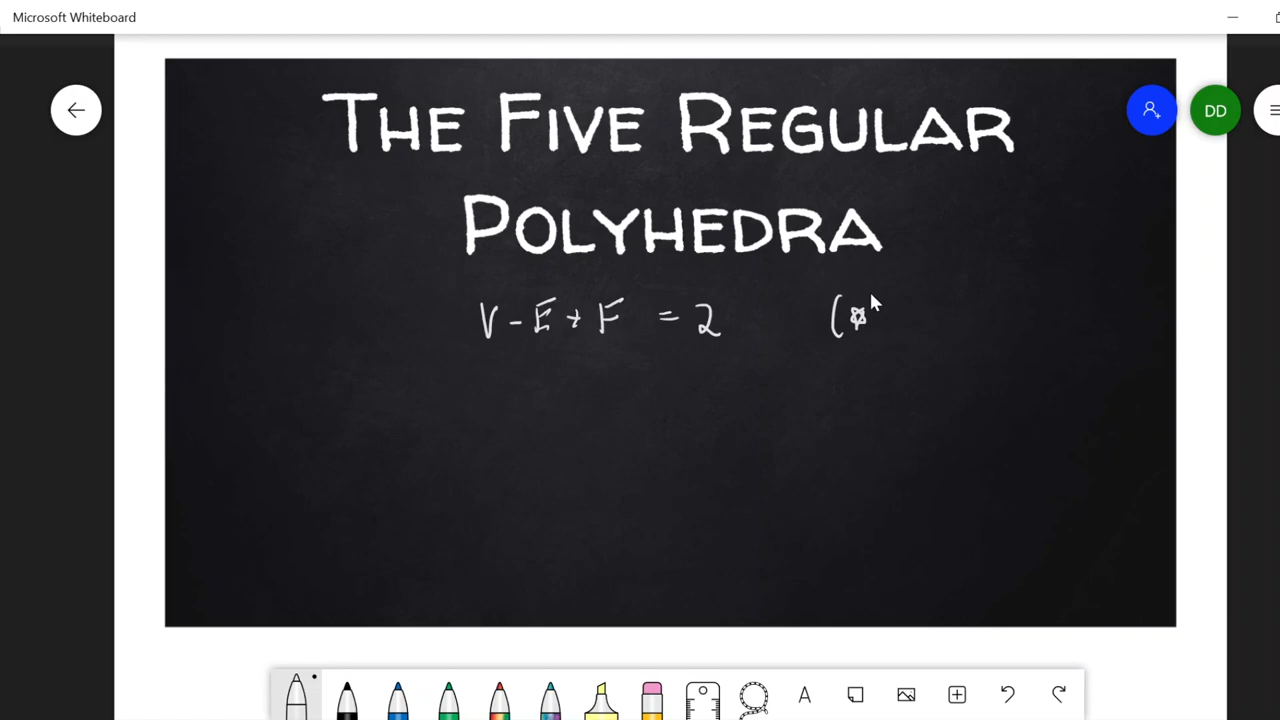 Microsoft Whiteboard
DD
THE FIVE REGULAR
POLYHEDRA
V - E + F = 2 (*
A